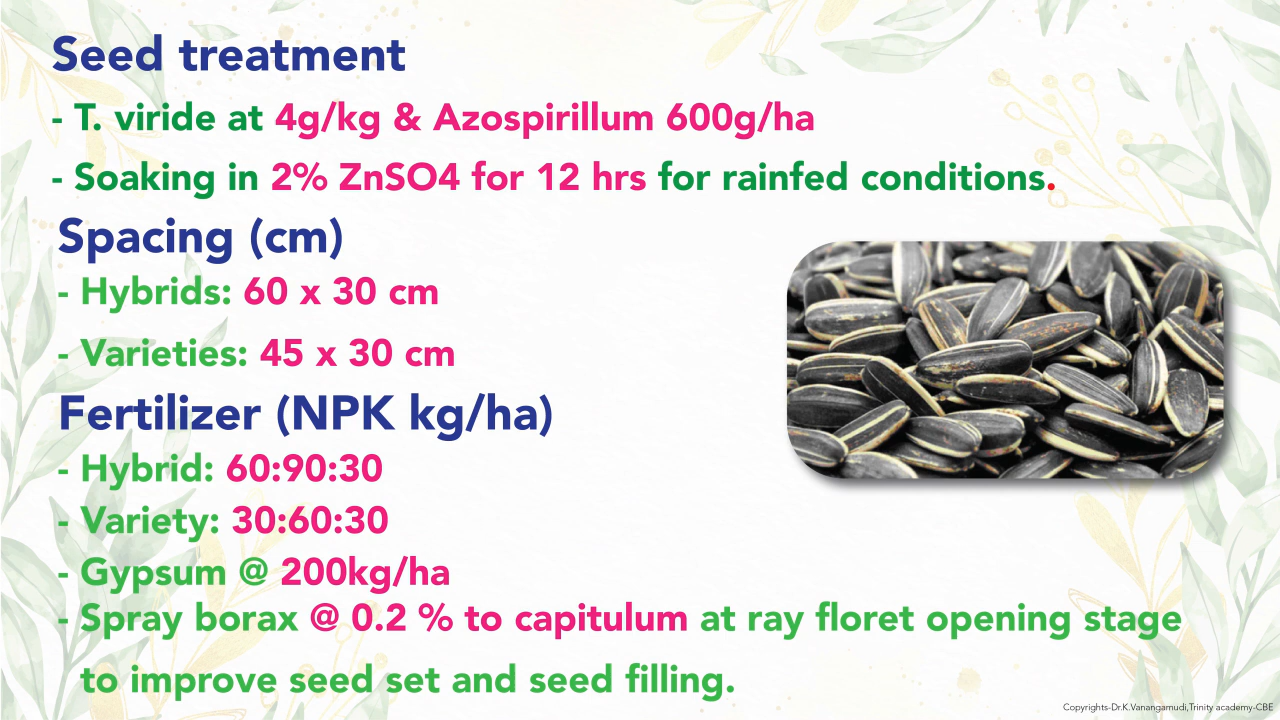 Seed treatment
- T. viride at 4g/kg & Azospirillum 600g/ha
- Soaking in 2% ZnSO4 for 12 hrs for rainfed conditions.
Spacing (cm)
- Hybrids: 60 x 30 cm
- Varieties: 45 x 30 cm
Fertilizer (NPK kg/ha)
- Hybrid: 60:90:30
- Variety: 30:60:30
- Gypsum @ 200kg/ha
- Spray borax @ 0.2 % to capitulum at ray floret opening stage
to improve seed set and seed filling.
Copyrights-Dr.K.Vanangamudi,Trinity academy-CBE